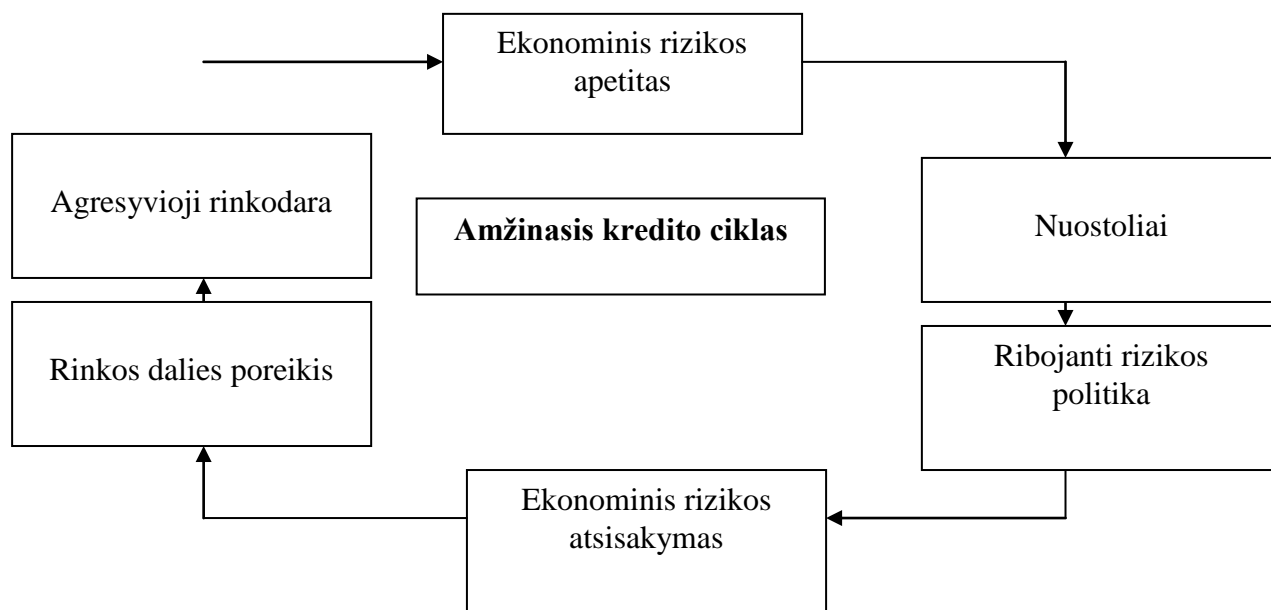 Ekonominis rizikos
apetitas
Agresyvioji rinkodara
Amžinasis kredito ciklas
Nuostoliai
Rinkos dalies poreikis
Ribojanti rizikos
politika
Ekonominis rizikos
atsisakymas